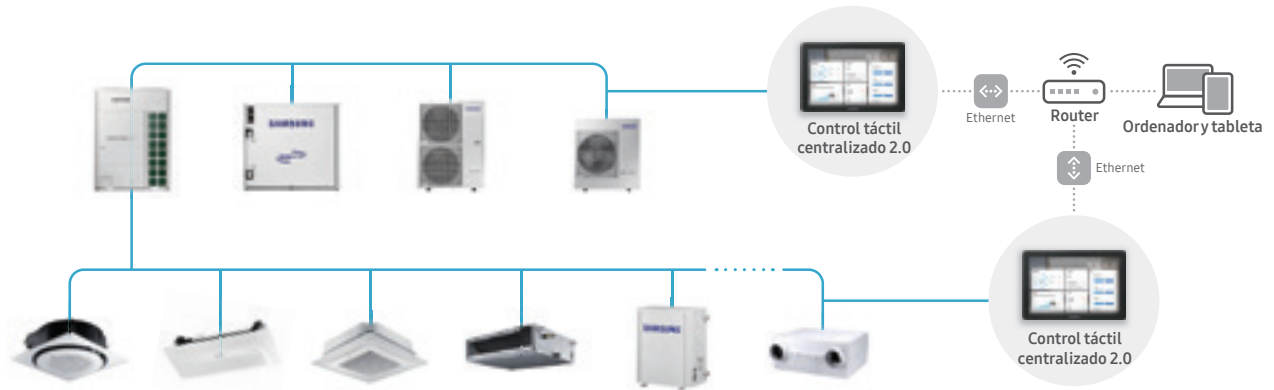 SAMSUNG
Control táctil
centralizado 2.0
Ethernet
Router
Ordenador y tableta
Ethernet
SAMSUNG
Control táctil
centralizado 2.0